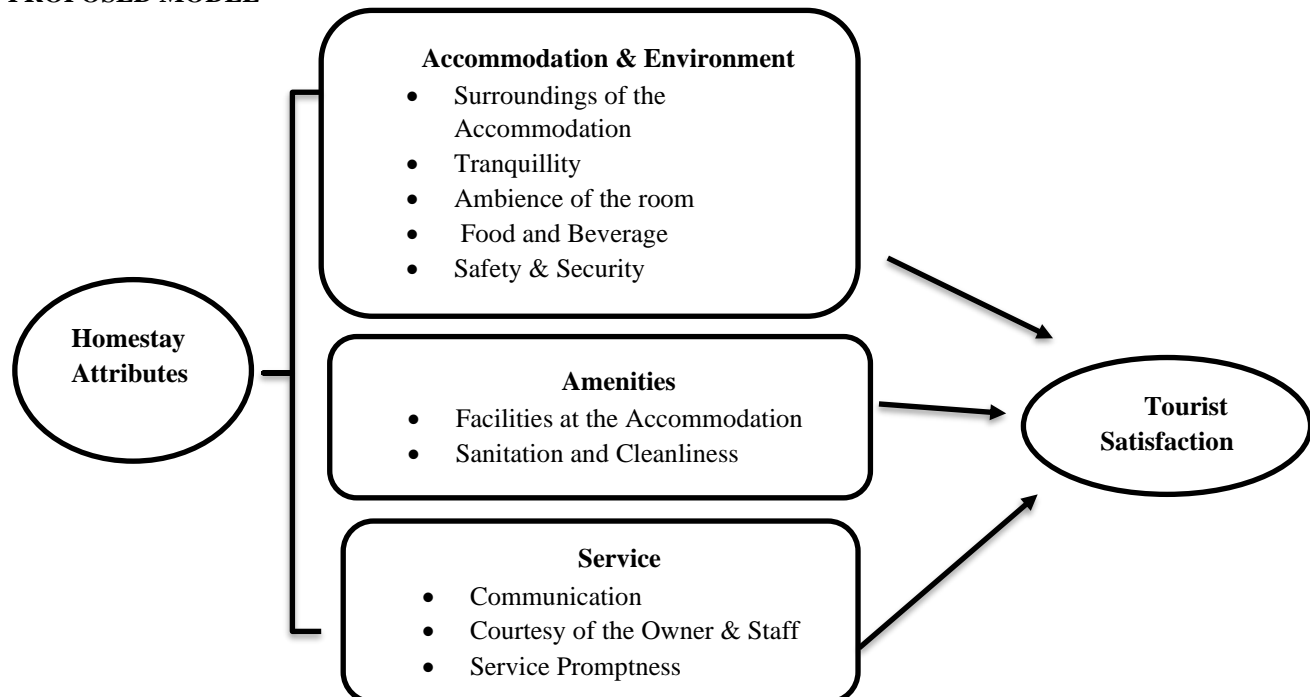 PROPOSED MODEL
Accommodation & Environment
• Surroundings of the
Accommodation
• Tranquillity
• Ambience of the room
• Food and Beverage
• Safety & Security
Homestay
Attributes
Amenities
• Facilities at the Accommodation
• Sanitation and Cleanliness
Tourist
Satisfaction
Service
• Communication
• Courtesy of the Owner & Staff
• Service Promptness